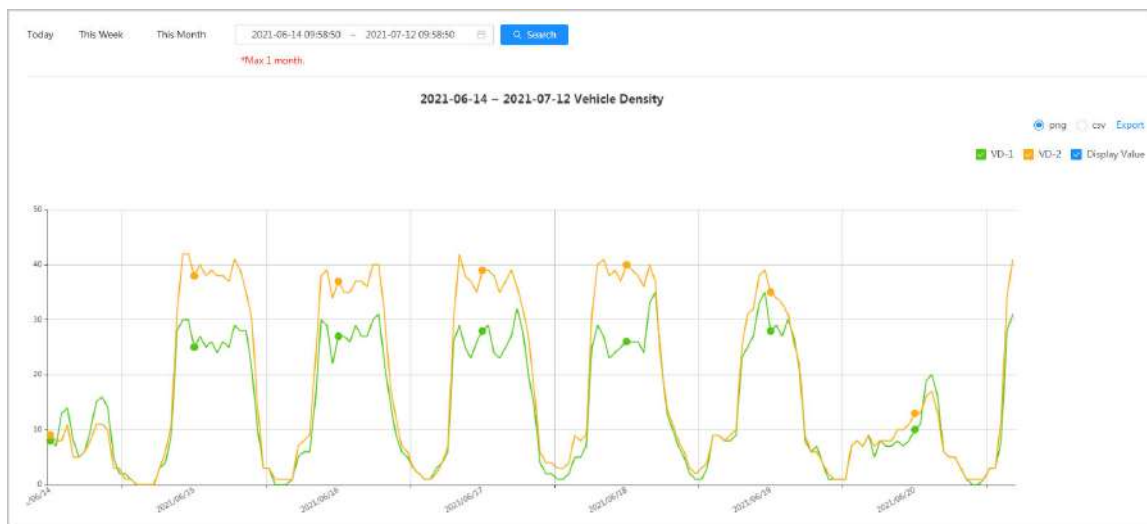 Today This Week This Month 2021-06-14 09:58:50 ~ 2021-07-12 09:58:50 Search
*Max 1 month.
2021-06-14 ~ 2021-07-12 Vehicle Density
png csv Export
VD-1 VD-2 Display Value
50
40
30
20
10
0
/06/14 2021/06/15 2021/06/16 2021/06/17 2021/06/18 2021/06/19 2021/06/20